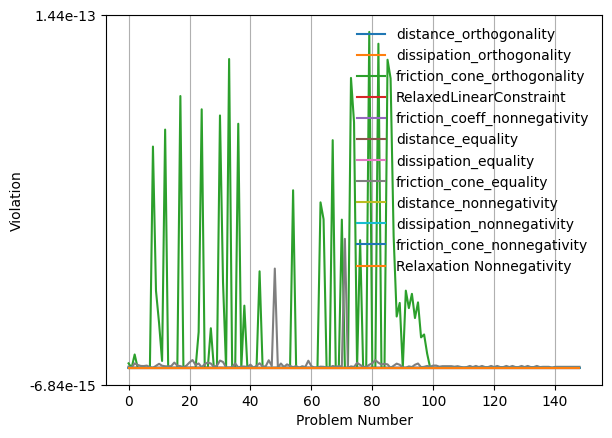 1.44e-13
distance_orthogonality
dissipation_orthogonality
friction_cone_orthogonality
RelaxedLinearConstraint
friction_coeff_nonnegativity
distance_equality
dissipation_equality
friction_cone_equality
distance_nonnegativity
dissipation_nonnegativity
friction_cone_nonnegativity
Relaxation Nonnegativity
Violation
-6.84e-15
0 20 40 60 80 100 120 140
Problem Number